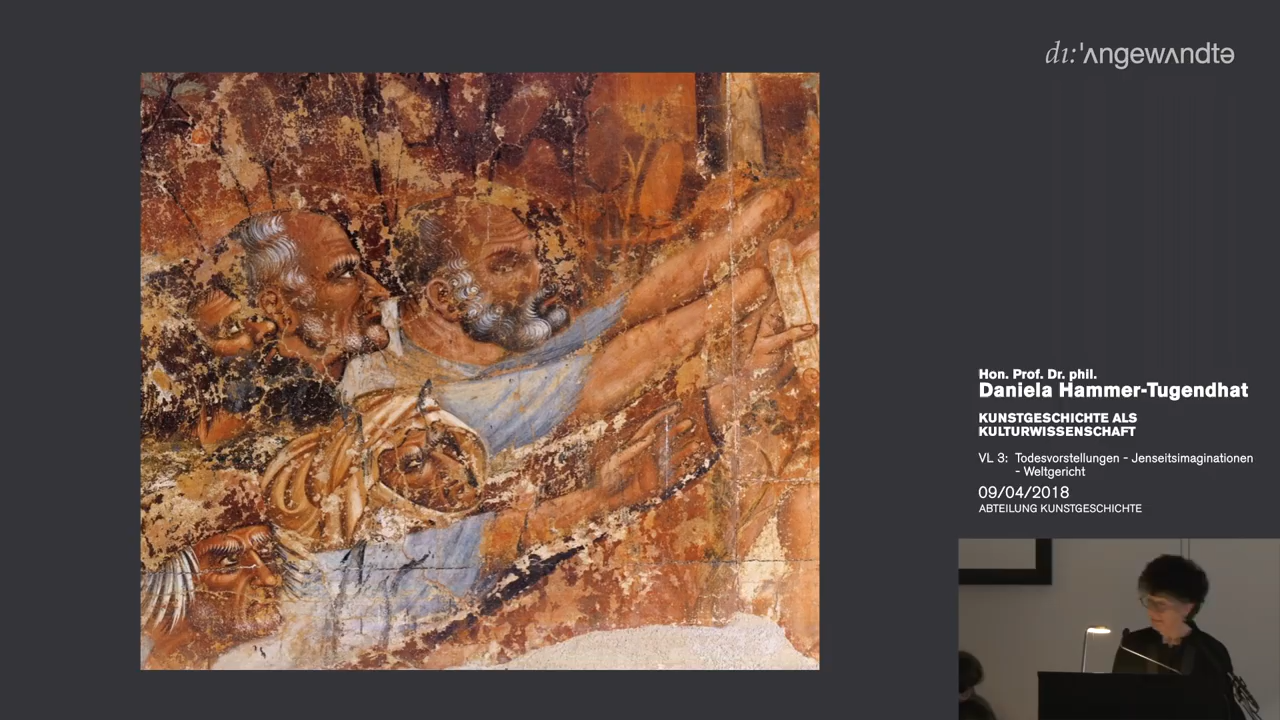 dı:ˈʌngewʌndtə
Hon. Prof. Dr. phil.
Daniela Hammer-Tugendhat
KUNSTGESCHICHTE ALS
KULTURWISSENSCHAFT
VL 3: Todesvorstellungen - Jenseitsimaginationen
- Weltgericht
09/04/2018
ABTEILUNG KUNSTGESCHICHTE